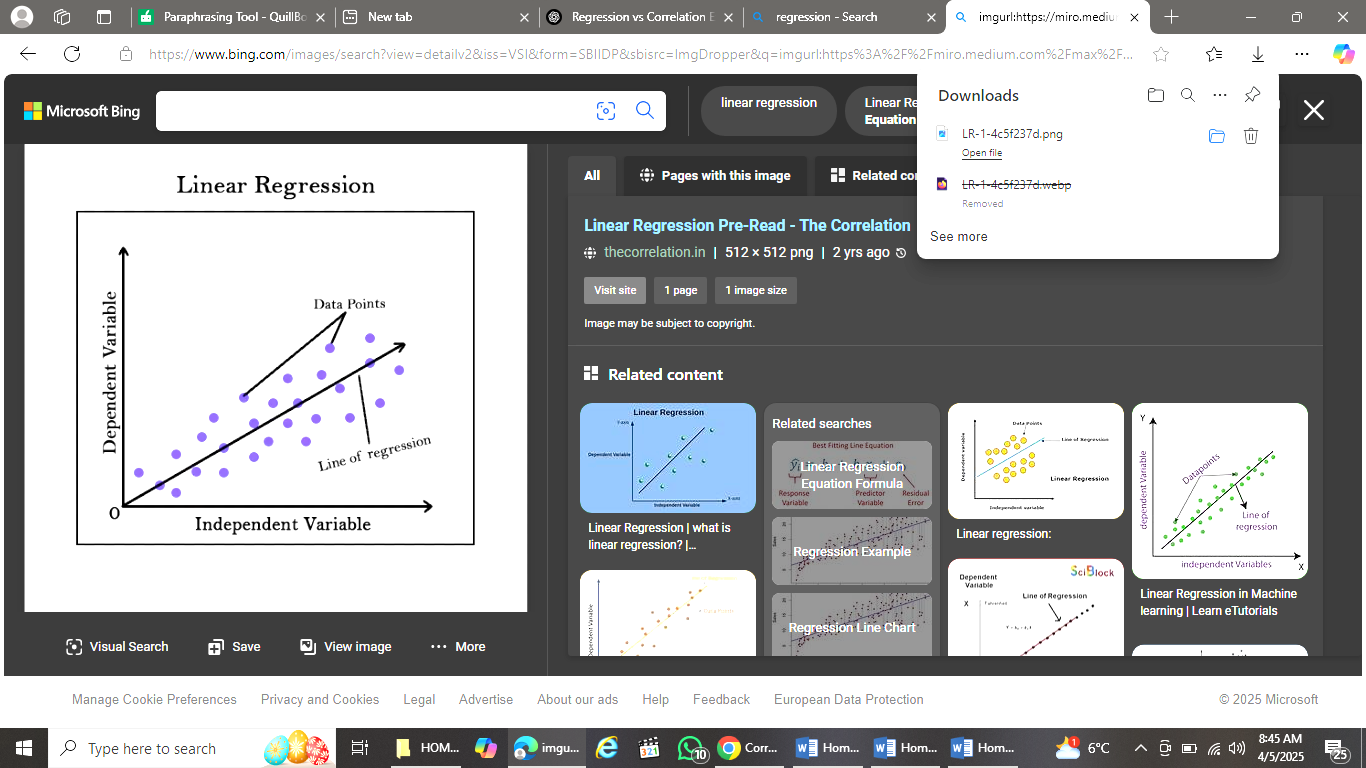 Paraphrasing Tool - QuillBo
New tab
Regression vs Correlation E
regression - Search
imgurl:https://miro.mediu
https://www.bing.com/images/search?view=detailv2&iss=VSI&form=SBIIDP&sbisrc=ImgDropper&q=imgurl:https%3A%2F%2Fmiro.medium.com%2Fmax%2F...
Microsoft Bing
linear regression
Linear Re
Equation
Downloads
LR-1-4c5f237d.png
Open file
LR-1-4c5f237d.webp
Removed
See more
Linear Regression
Dependent Variable
Data Points
Line of regression
O
Independent Variable
Visual Search
Save
View image
More
All
Pages with this image
Related con
Linear Regression Pre-Read - The Correlation
thecorrelation.in | 512 × 512 png | 2 yrs ago
Visit site
1 page
1 image size
Image may be subject to copyright.
Related content
Linear Regression
Y-axis
Dependent Variable
X-axis
Independent Variable
Linear Regression | what is
linear regression? |...
Dependent Variable
Related searches
Best Fitting Line Equation
Linear Regression
Equation Formula
Response
Variable
Predictor
Variable
Residual
Error
Regression Example
Regression Line Chart
Data Points
Line of Regression
Dependent Variable
Linear Regression
Independent variable
Linear regression:
SciBlock
Dependent
Variable
Line of Regression
X
Y
dependent Variable
Datapoints
Line of
regression
independent Variables
X
Linear Regression in Machine
learning | Learn eTutorials
Manage Cookie Preferences
Privacy and Cookies
Legal
Advertise
About our ads
Help
Feedback
European Data Protection
© 2025 Microsoft
Type here to search
HOM...
imgu...
321
10
Corr...
Hom...
Hom...
Hom...
1
6°C
8:45 AM
4/5/2025
25